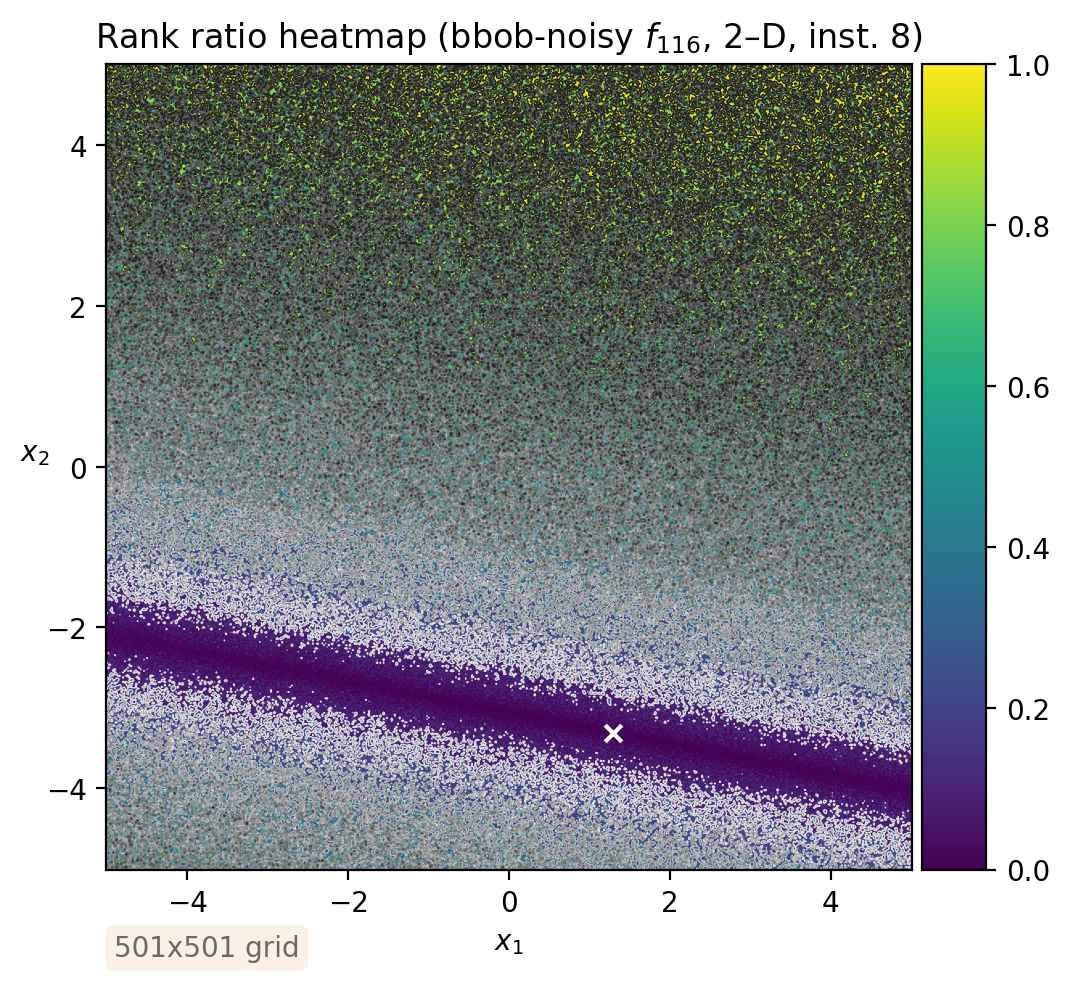 Rank ratio heatmap (bbob-noisy f₁₁₆, 2–D, inst. 8)
1.0
0.8
0.6
0.4
0.2
0.0
4
2
0
−2
−4
x₂
−4 −2 0 2 4
x₁
501x501 grid